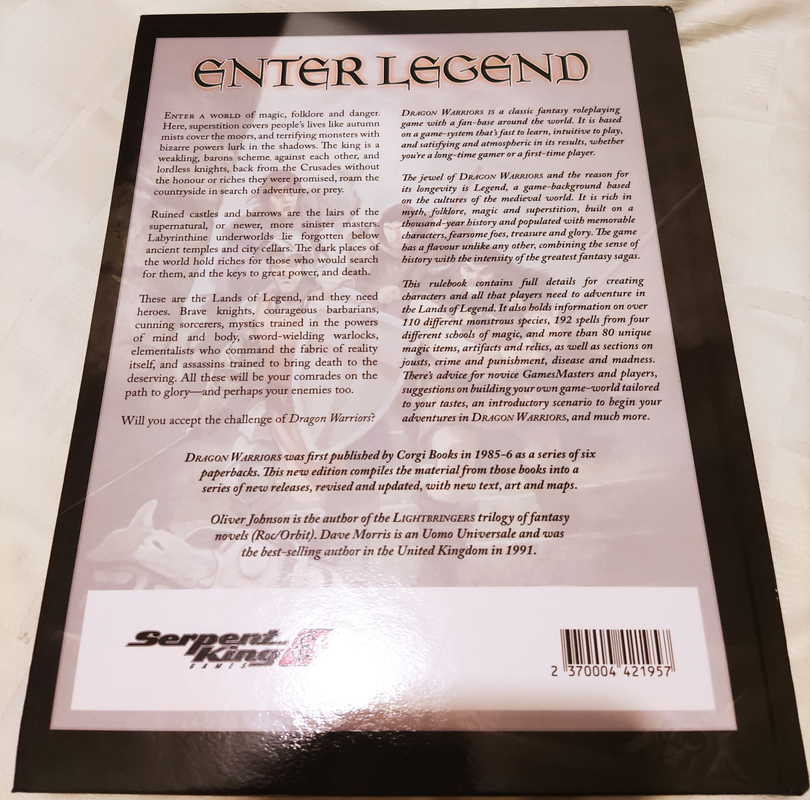 ENTER LEGEND
ENTER A WORLD of magic, folklore and danger.
Here, superstition covers people's lives like autumn
mists cover the moors, and terrifying monsters with
bizarre powers lurk in the shadows. The king is a
weakling, barons scheme against each other, and
lordless knights, back from the Crusades without
the honour or riches they were promised, roam the
countryside in search of adventure, or prey.
Ruined castles and barrows are the lairs of the
supernatural, or newer, more sinister masters.
Labyrinthine underworlds lie forgotten below
ancient temples and city cellars. The dark places of
the world hold riches for those who would search
for them, and the keys to great power, and death.
These are the Lands of Legend, and they need
heroes. Brave knights, courageous barbarians,
cunning sorcerers, mystics trained in the powers
of mind and body, sword-wielding warlocks,
elementalists who command the fabric of reality
itself, and assassins trained to bring death to the
deserving. All these will be your comrades on the
path to glory—and perhaps your enemies too.
Will you accept the challenge of Dragon Warriors?
DRAGON WARRIORS is a classic fantasy roleplaying
game with a fan-base around the world. It is based
on a game-system that's fast to learn, intuitive to play,
and satisfying and atmospheric in its results, whether
you're a long-time gamer or a first-time player.
The jewel of DRAGON WARRIORS and the reason for
its longevity is Legend, a game-background based
on the cultures of the medieval world. It is rich in
myth, folklore, magic and superstition, built on a
thousand-year history and populated with memorable
characters, fearsome foes, treasure and glory. The game
has a flavour unlike any other, combining the sense of
history with the intensity of the greatest fantasy sagas.
This rulebook contains full details for creating
characters and all that players need to adventure in
the Lands of Legend. It also holds information on over
110 different monstrous species, 192 spells from four
different schools of magic, and more than 80 unique
magic items, artifacts and relics, as well as sections on
jousts, crime and punishment, disease and madness.
There's advice for novice GamesMasters and players,
suggestions on building your own game-world tailored
to your tastes, an introductory scenario to begin your
adventures in DRAGON WARRIORS, and much more.
DRAGON WARRIORS was first published by Corgi Books in 1985-6 as a series of six
paperbacks. This new edition compiles the material from those books into a
series of new releases, revised and updated, with new text, art and maps.
Oliver Johnson is the author of the LIGHTBRINGERS trilogy of fantasy
novels (Roc/Orbit). Dave Morris is an Uomo Universale and was
the best-selling author in the United Kingdom in 1991.
Serpent
King
GAMES
2 370004 421957